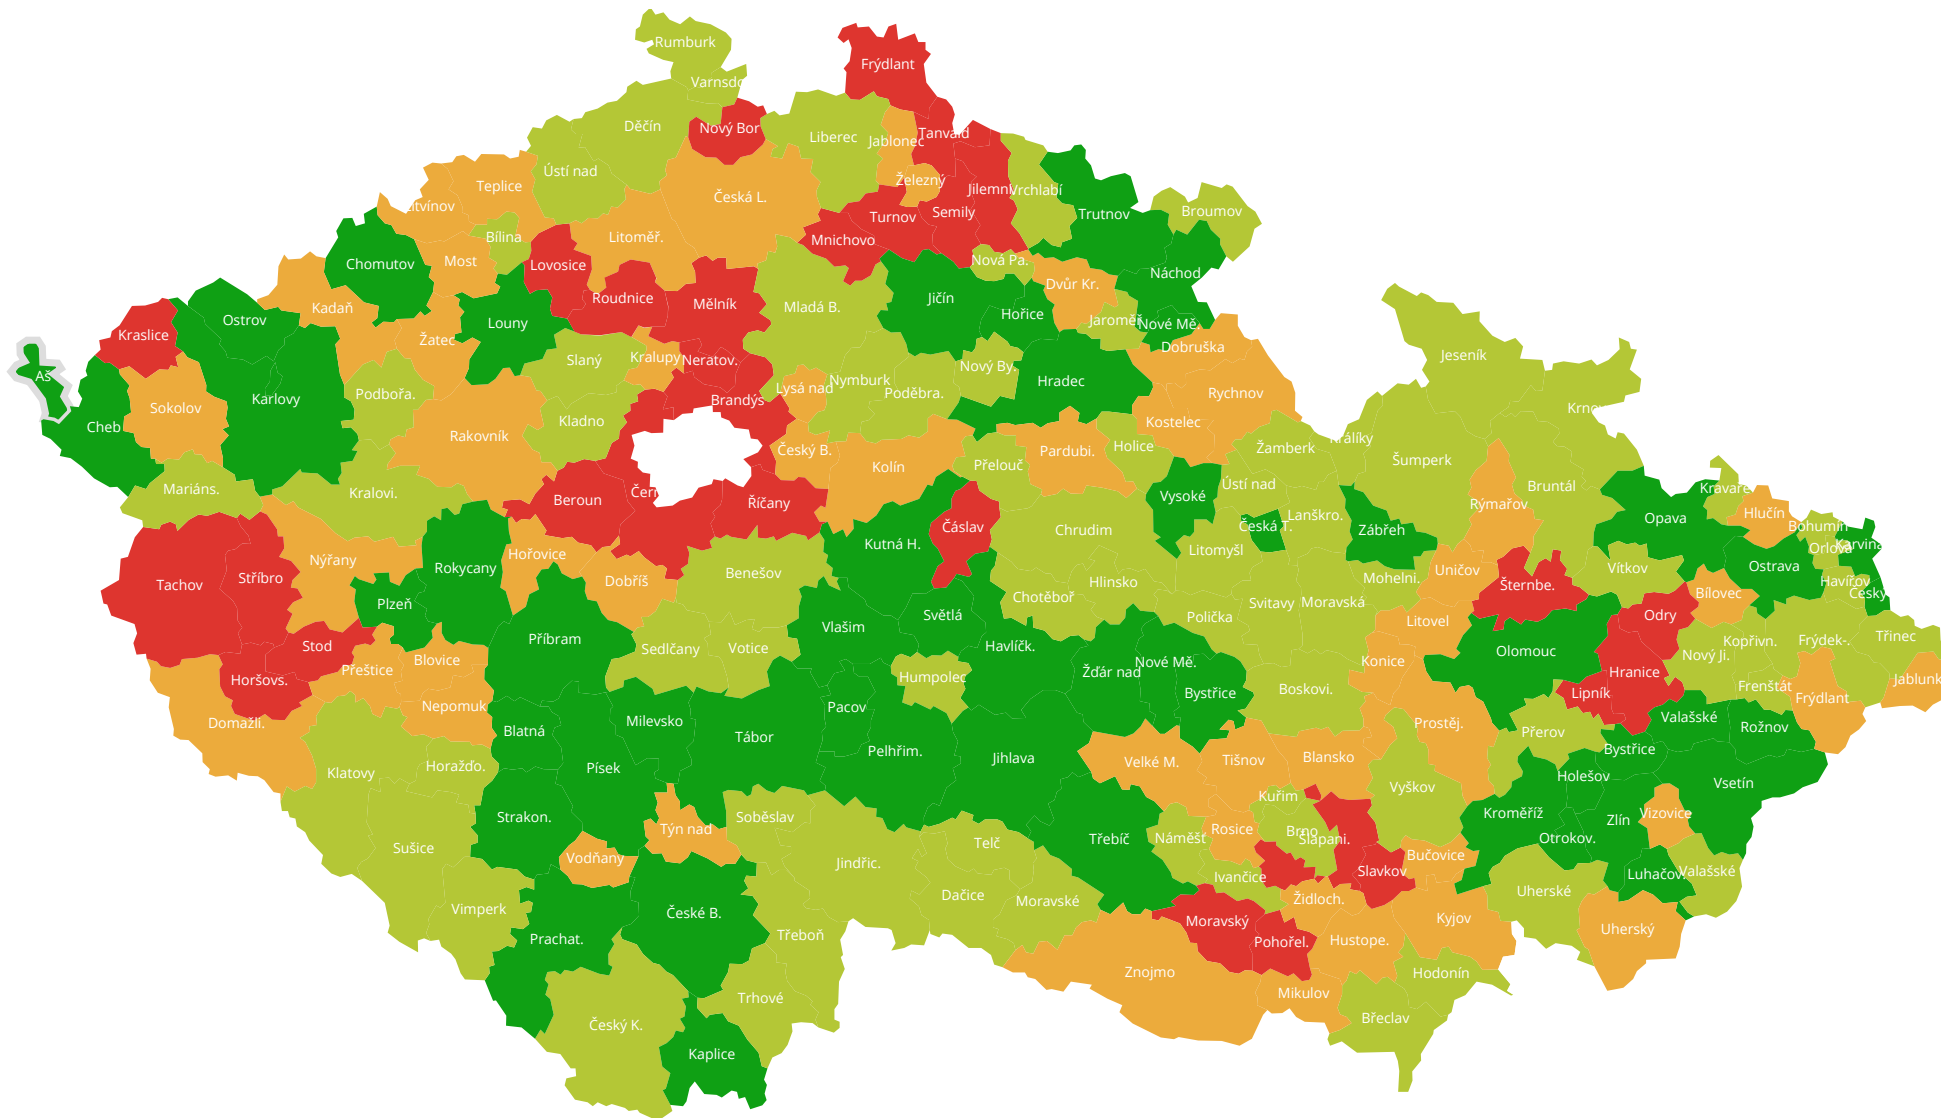 Rumburk
Frýdlant
Varnsdo
Děčín
Nový Bor
Liberec
Jablonec
Tanvald
Ústí nad
Teplice
Železný
Jilemni
Vrchlabí
Česká L.
Litvínov
Turnov
Semily
Trutnov
Broumov
Bílina
Litoměř.
Mnichovo
Most
Chomutov
Lovosice
Nová Pa.
Náchod
Dvůr Kr.
Roudnice
Mělník
Mladá B.
Jičín
Hořice
Kadaň
Ostrov
Louny
Jaroměř
Nové Mě.
Kraslice
Žatec
Dobruška
Slaný
Kralupy
Neratov.
Jeseník
Aš
Nový By.
Hradec
Nymburk
Lysá nad
Poděbra.
Rychnov
Podbořa.
Karlovy
Brandýs
Sokolov
Krnov
Cheb
Kladno
Kostelec
Rakovník
Králíky
Žamberk
Holice
Český B.
Pardubi.
Kolín
Přelouč
Šumperk
Mariáns.
Kralovi.
Ústí nad
Bruntál
Kravaře
Beroun
Říčany
Vysoké
Rýmařov
Hlučín
Lanškro.
Opava
Čáslav
Chrudim
Česká T.
Zábřeh
Bohumín
Kutná H.
Litomyšl
Orlová
Karviná
Hořovice
Nýřany
Rokycany
Stříbro
Tachov
Dobříš
Benešov
Hlinsko
Mohelni.
Uničov
Vítkov
Ostrava
Havířov
Šternbe.
Bílovec
Český
Chotěboř
Plzeň
Svitavy
Moravská
Světlá
Polička
Odry
Litovel
Vlašim
Příbram
Třinec
Kopřivn.
Frýdek-.
Stod
Sedlčany
Votice
Havlíčk.
Olomouc
Nový Ji.
Blovice
Nové Mě.
Konice
Přeštice
Žďár nad
Hranice
Horšovs.
Humpolec
Jablunk
Boskovi.
Frenštát
Bystřice
Lipník
Frýdlant
Nepomuk
Pacov
Domažli.
Milevsko
Prostěj.
Valašské
Rožnov
Blatná
Přerov
Tábor
Pelhřim.
Bystřice
Jihlava
Blansko
Tišnov
Velké M.
Horažďo.
Písek
Klatovy
Holešov
Vsetín
Vyškov
Kuřim
Strakon.
Soběslav
Kroměříž
Vizovice
Zlín
Týn nad
Rosice
Brno
Otrokov.
Třebíč
Náměšť
Šlapani.
Telč
Sušice
Vodňany
Bučovice
Jindřic.
Slavkov
Luhačov.
Valašské
Ivančice
Uherské
Dačice
Židloch.
Moravské
Vimperk
České B.
Moravský
Kyjov
Uherský
Třeboň
Prachat.
Hustope.
Pohořel.
Znojmo
Hodonín
Mikulov
Trhové
Břeclav
Český K.
Kaplice